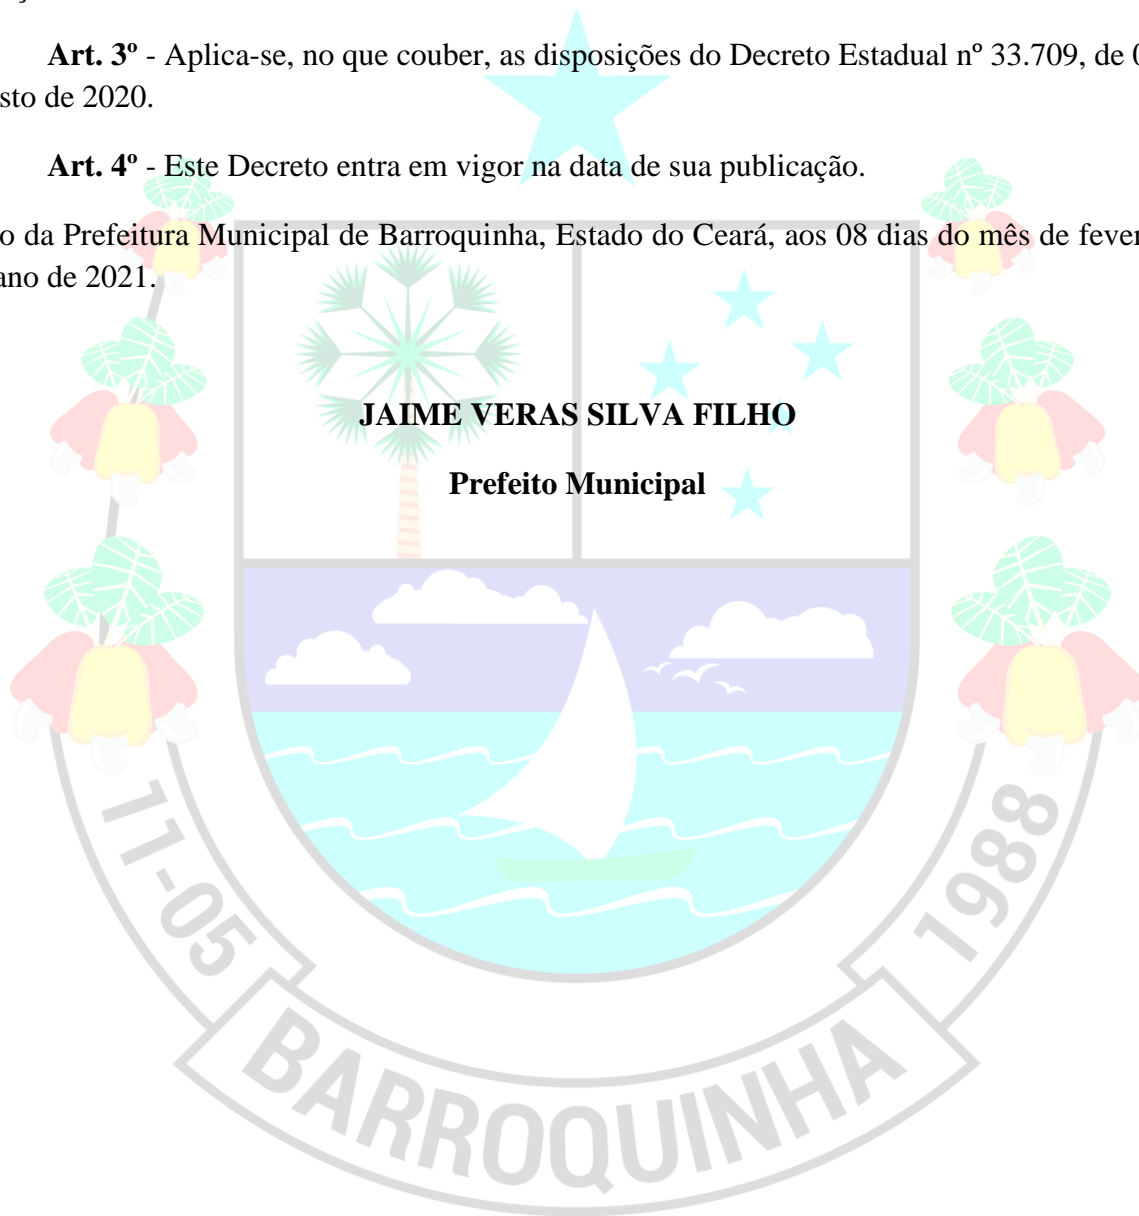 Art. 3º - Aplica-se, no que couber, as disposições do Decreto Estadual nº 33.709, de 0
sto de 2020.
Art. 4º - Este Decreto entra em vigor na data de sua publicação.
o da Prefeitura Municipal de Barroquinha, Estado do Ceará, aos 08 dias do mês de fever
ano de 2021.
JAIME VERAS SILVA FILHO
Prefeito Municipal
11-05
1988
BARROQUINHA